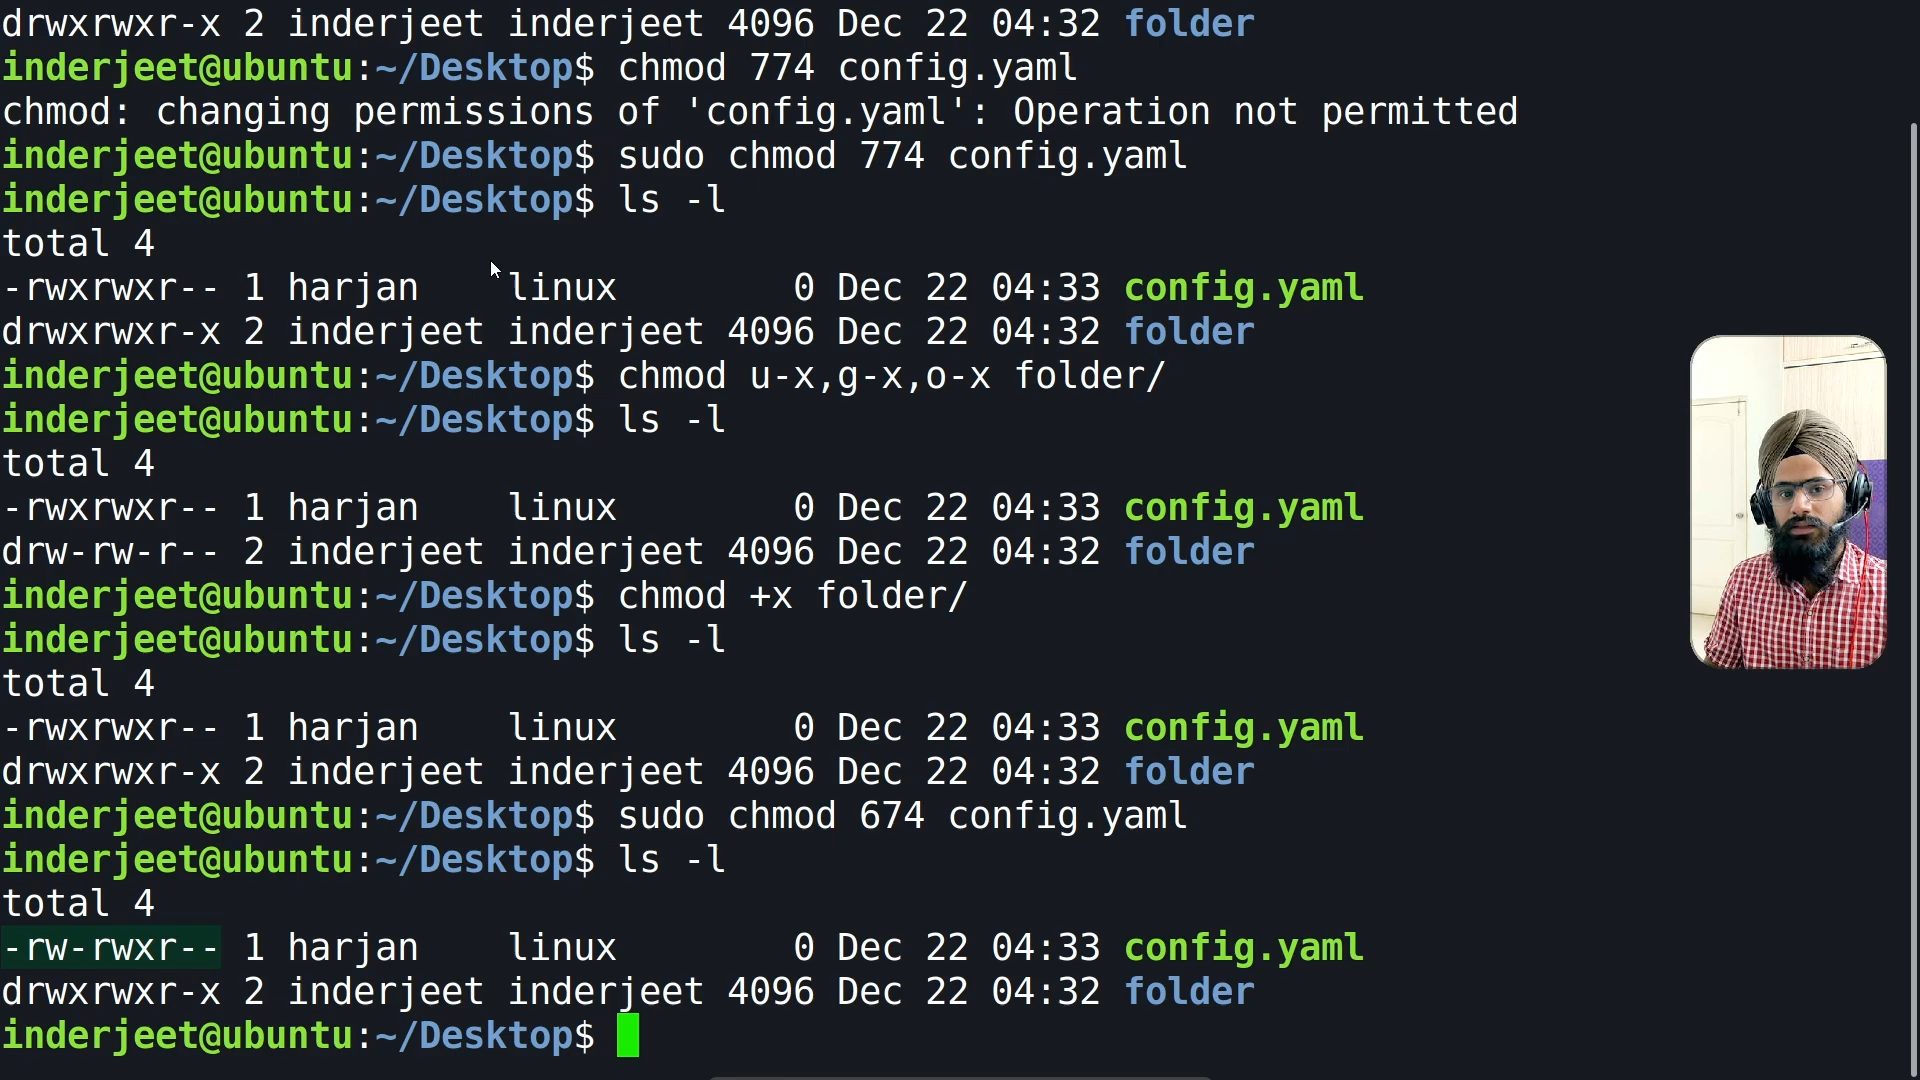 drwxrwxr-x 2 inderjeet inderjeet 4096 Dec 22 04:32 folder
inderjeet@ubuntu:~/Desktop$ chmod 774 config.yaml
chmod: changing permissions of 'config.yaml': Operation not permitted
inderjeet@ubuntu:~/Desktop$ sudo chmod 774 config.yaml
inderjeet@ubuntu:~/Desktop$ ls -l
total 4
-rwxrwxr-- 1 harjan    linux        0 Dec 22 04:33 config.yaml
drwxrwxr-x 2 inderjeet inderjeet 4096 Dec 22 04:32 folder
inderjeet@ubuntu:~/Desktop$ chmod u-x,g-x,o-x folder/
inderjeet@ubuntu:~/Desktop$ ls -l
total 4
-rwxrwxr-- 1 harjan    linux        0 Dec 22 04:33 config.yaml
drw-rw-r-- 2 inderjeet inderjeet 4096 Dec 22 04:32 folder
inderjeet@ubuntu:~/Desktop$ chmod +x folder/
inderjeet@ubuntu:~/Desktop$ ls -l
total 4
-rwxrwxr-- 1 harjan    linux        0 Dec 22 04:33 config.yaml
drwxrwxr-x 2 inderjeet inderjeet 4096 Dec 22 04:32 folder
inderjeet@ubuntu:~/Desktop$ sudo chmod 674 config.yaml
inderjeet@ubuntu:~/Desktop$ ls -l
total 4
-rw-rwxr-- 1 harjan    linux        0 Dec 22 04:33 config.yaml
drwxrwxr-x 2 inderjeet inderjeet 4096 Dec 22 04:32 folder
inderjeet@ubuntu:~/Desktop$